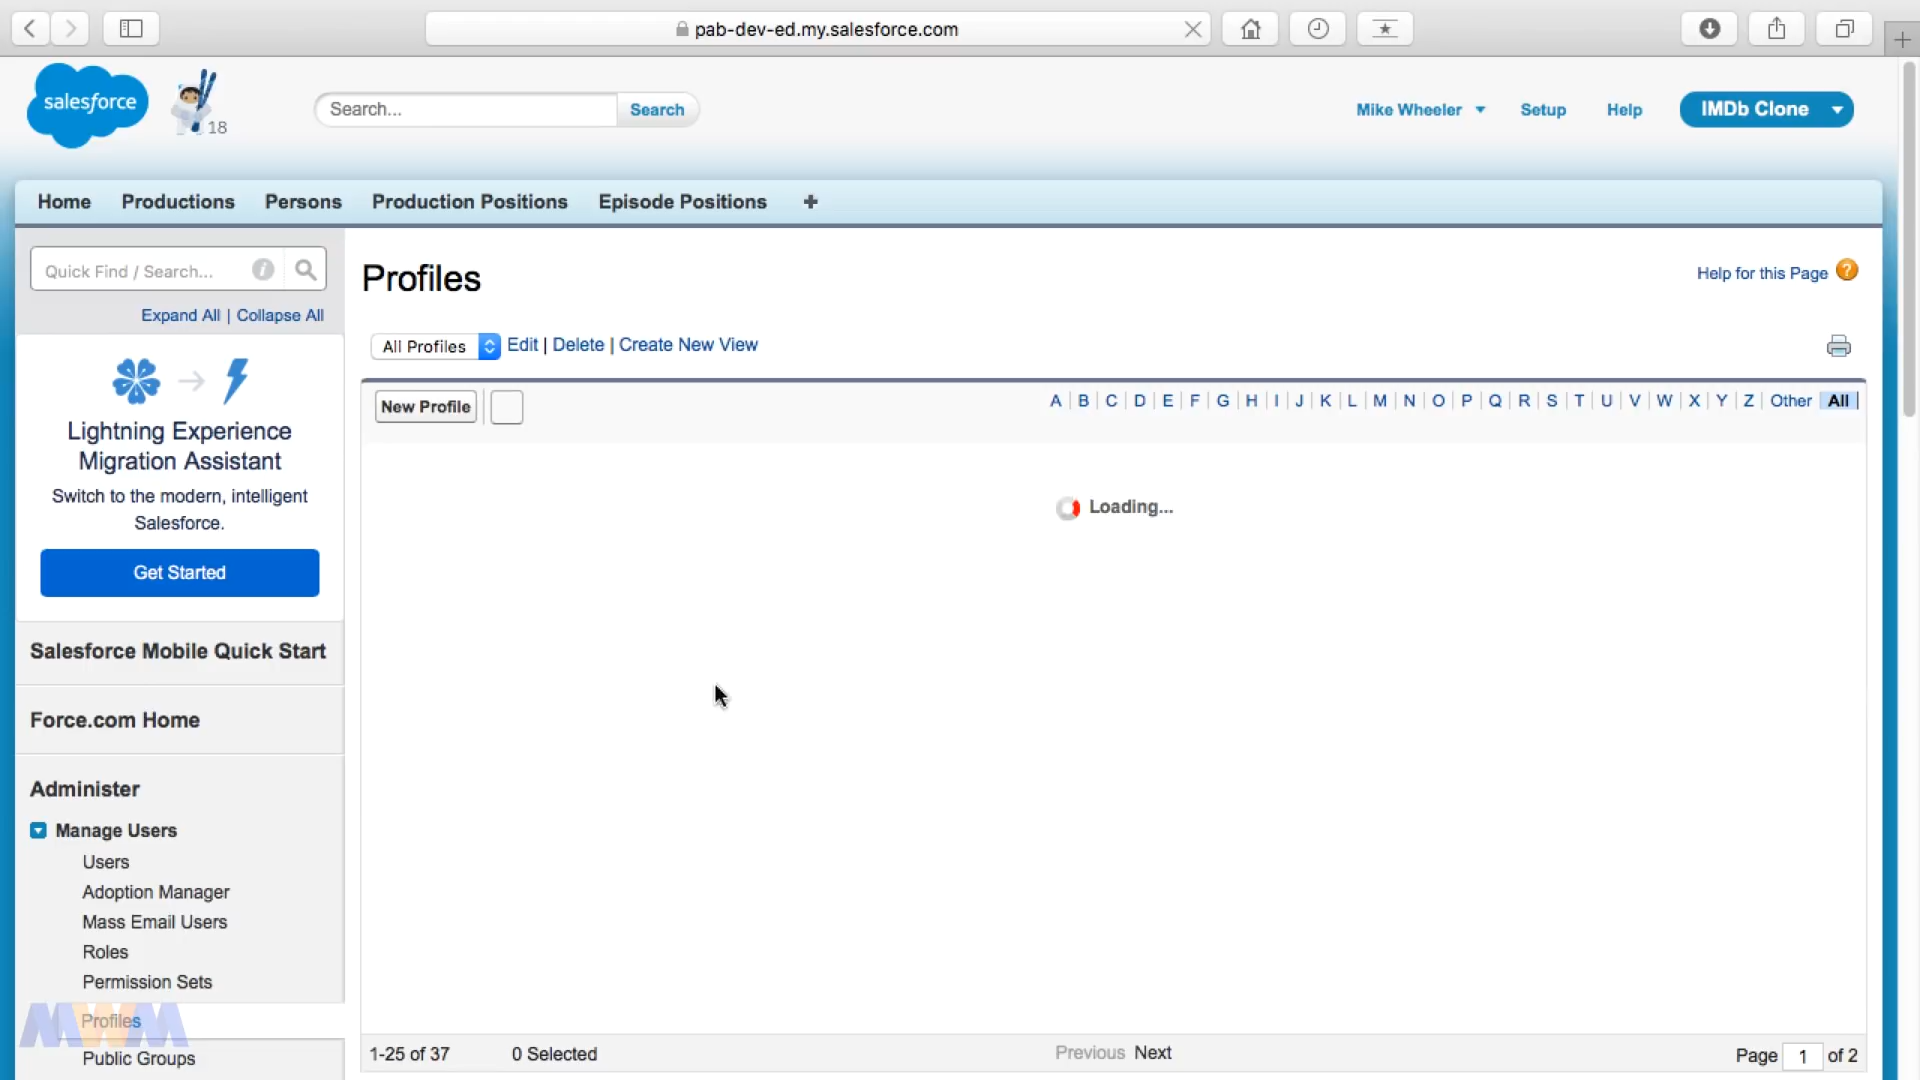 pab-dev-ed.my.salesforce.com
salesforce
18
Search...
Search
Mike Wheeler
Setup
Help
IMDb Clone
Home
Productions
Persons
Production Positions
Episode Positions
+
Quick Find / Search...
Expand All | Collapse All
Lightning Experience
Migration Assistant
Switch to the modern, intelligent
Salesforce.
Get Started
Salesforce Mobile Quick Start
Force.com Home
Administer
Manage Users
Users
Adoption Manager
Mass Email Users
Roles
Permission Sets
Profiles
MWM
Public Groups
Profiles
Help for this Page ?
All Profiles
Edit | Delete | Create New View
New Profile
A | B | C | D | E | F | G | H | I | J | K | L | M | N | O | P | Q | R | S | T | U | V | W | X | Y | Z | Other | All |
Loading...
1-25 of 37
0 Selected
Previous Next
Page 1 of 2